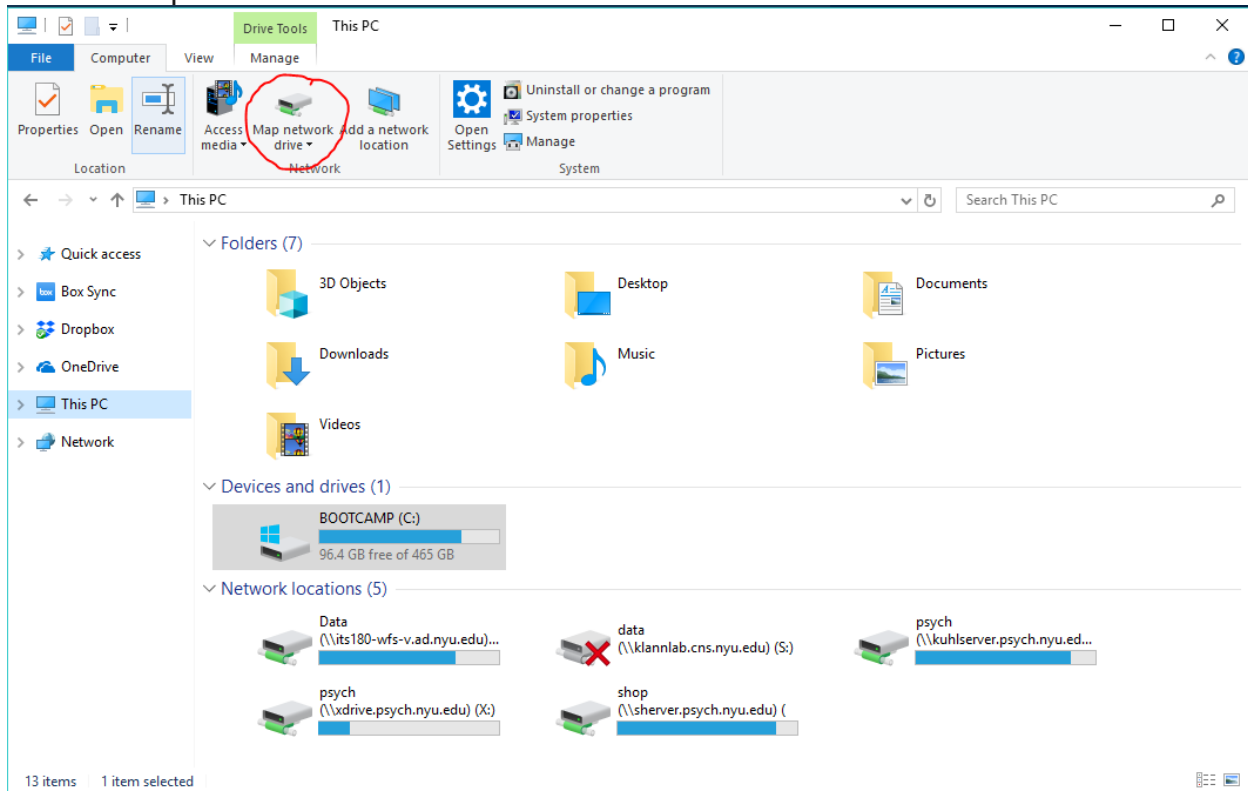 Drive Tools This PC
File Computer View Manage
Properties Open Rename Access media Map network drive Add a network location Open Settings Uninstall or change a program
System properties
Manage
Location Network System
This PC Search This PC
Quick access
Box Sync
Dropbox
OneDrive
This PC
Network
Folders (7)
3D Objects Desktop Documents
Downloads Music Pictures
Videos
Devices and drives (1)
BOOTCAMP (C:)
96.4 GB free of 465 GB
Network locations (5)
Data
(\\its180-wfs-v.ad.nyu.edu)...
data
(\\klannlab.cns.nyu.edu) (S:)
psych
(\\kuhlserver.psych.nyu.ed...
psych
(\\xdrive.psych.nyu.edu) (X:)
shop
(\\sherver.psych.nyu.edu) (
13 items 1 item selected